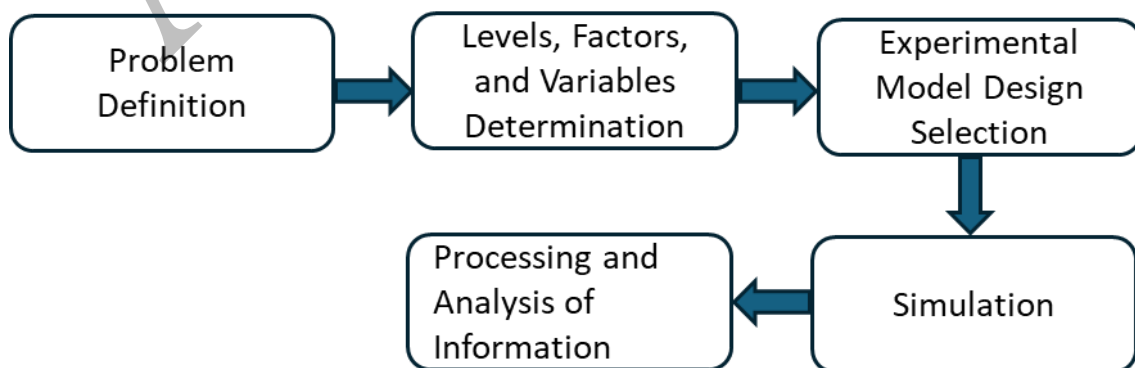 Problem
Definition
Levels, Factors,
and Variables
Determination
Experimental
Model Design
Selection
Simulation
Processing and
Analysis of
Information